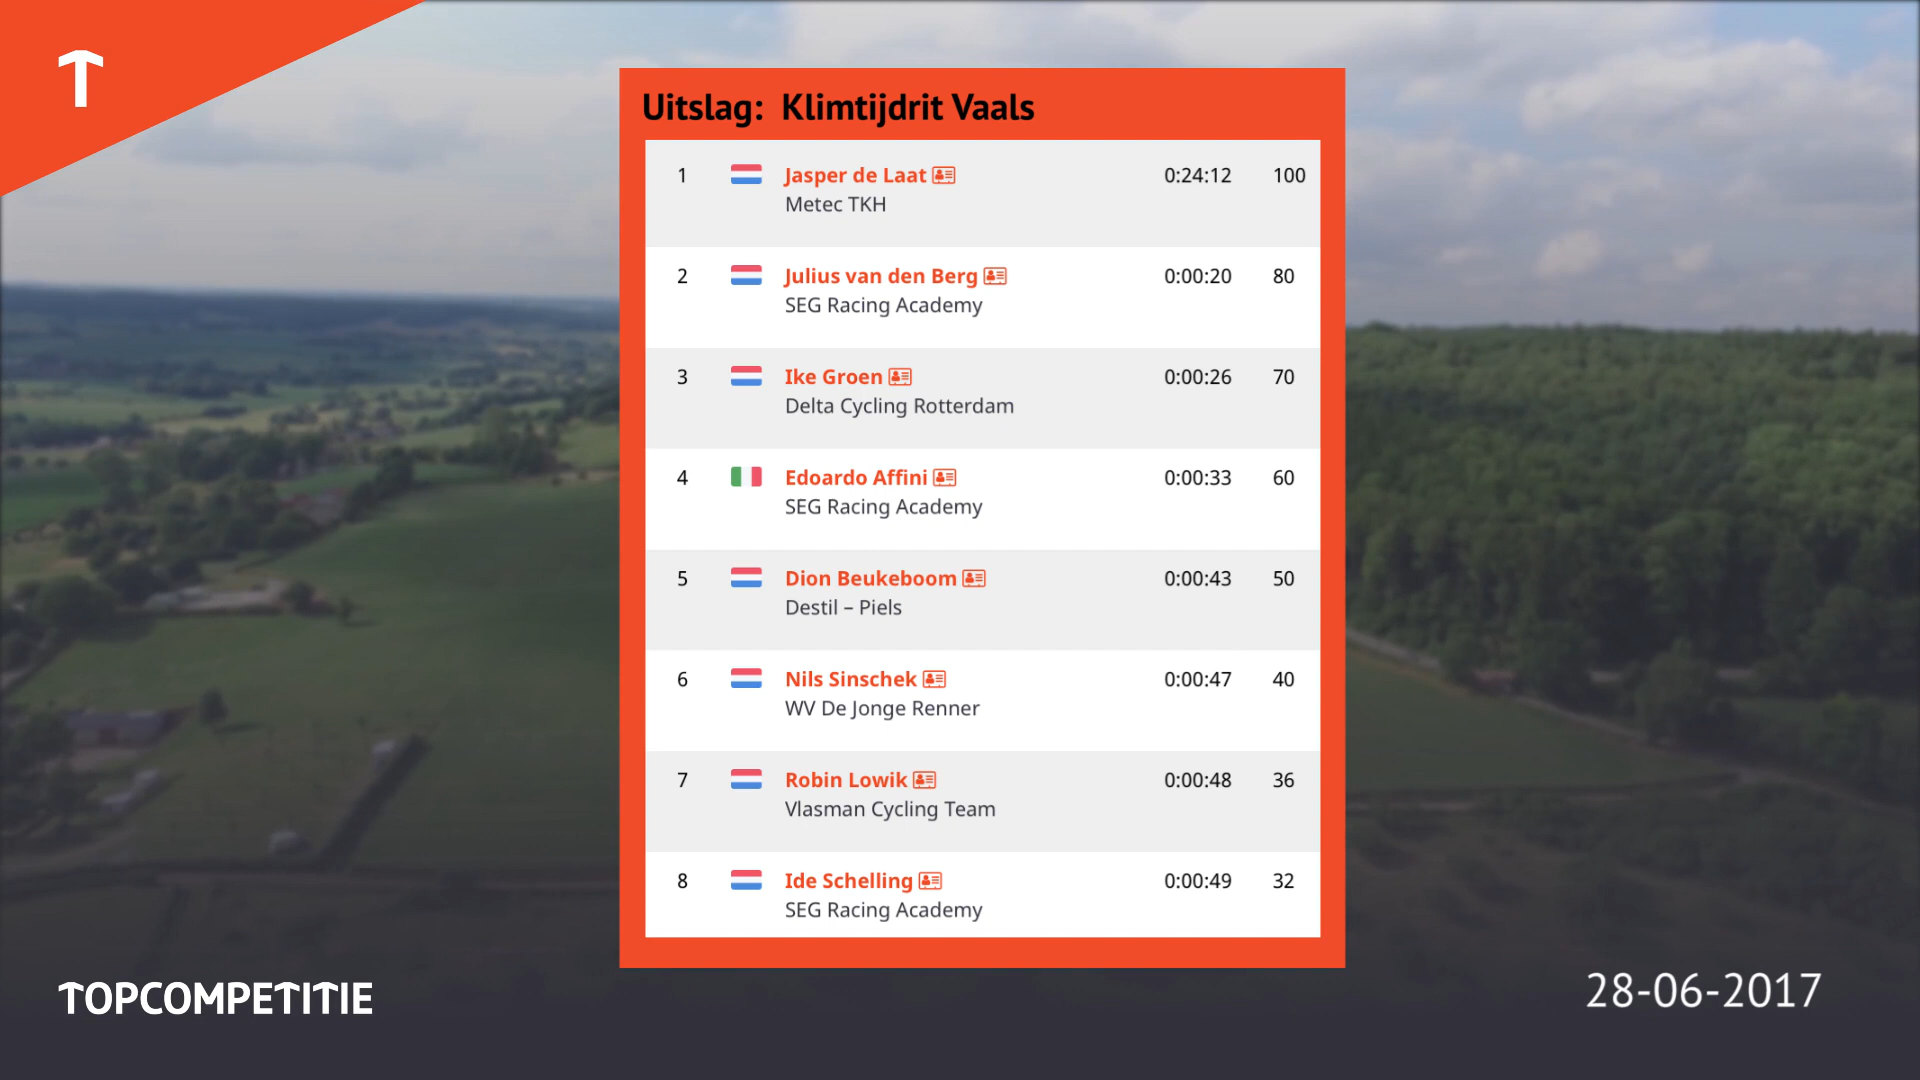 T
Uitslag: Klimtijdrit Vaals
1 Jasper de Laat 0:24:12 100
Metec TKH
2 Julius van den Berg 0:00:20 80
SEG Racing Academy
3 Ike Groen 0:00:26 70
Delta Cycling Rotterdam
4 Edoardo Affini 0:00:33 60
SEG Racing Academy
5 Dion Beukeboom 0:00:43 50
Destil – Piels
6 Nils Sinschek 0:00:47 40
WV De Jonge Renner
7 Robin Lowik 0:00:48 36
Vlasman Cycling Team
8 Ide Schelling 0:00:49 32
SEG Racing Academy
TOPCOMPETITIE
28-06-2017